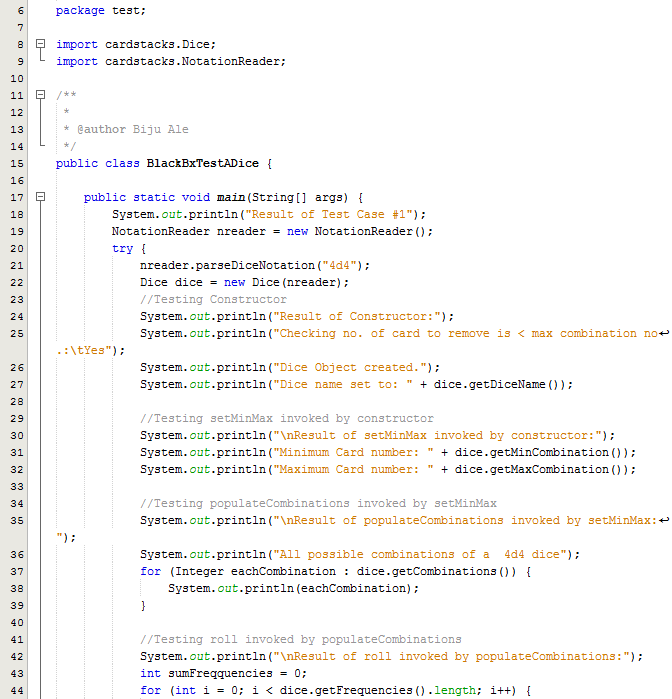 6 package test;
7
8 import cardstacks.Dice;
9 import cardstacks.NotationReader;
10
11 /**
12 *
13 * @author Biju Ale
14 */
15 public class BlackBxTestADice {
16
17 public static void main(String[] args) {
18 System.out.println("Result of Test Case #1");
19 NotationReader nreader = new NotationReader();
20 try {
21 nreader.parseDiceNotation("4d4");
22 Dice dice = new Dice(nreader);
23 //Testing Constructor
24 System.out.println("Result of Constructor:");
25 System.out.println("Checking no. of card to remove is < max combination no↩
.:\tYes");
26 System.out.println("Dice Object created.");
27 System.out.println("Dice name set to: " + dice.getDiceName());
28
29 //Testing setMinMax invoked by constructor
30 System.out.println("\nResult of setMinMax invoked by constructor:");
31 System.out.println("Minimum Card number: " + dice.getMinCombination());
32 System.out.println("Maximum Card number: " + dice.getMaxCombination());
33
34 //Testing populateCombinations invoked by setMinMax
35 System.out.println("\nResult of populateCombinations invoked by setMinMax:↩
");
36 System.out.println("All possible combinations of a  4d4 dice");
37 for (Integer eachCombination : dice.getCombinations()) {
38 System.out.println(eachCombination);
39 }
40
41 //Testing roll invoked by populateCombinations
42 System.out.println("\nResult of roll invoked by populateCombinations:");
43 int sumFreqquencies = 0;
44 for (int i = 0; i < dice.getFrequencies().length; i++) {